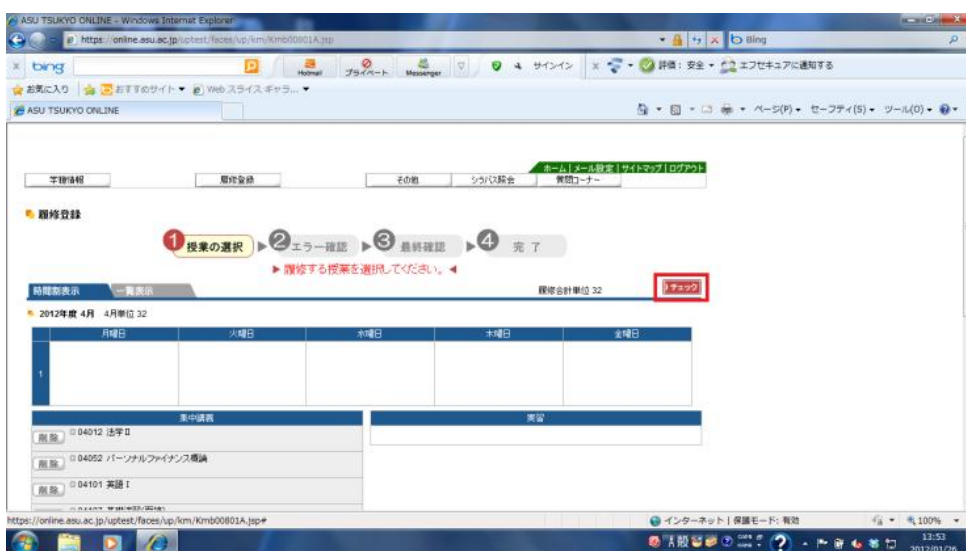 ASU TSUKYO ONLINE - Windows Internet Explorer
https://online.asu.ac.jp/uptest/faces/up/km/Kmb00801A.jsp
Bing
bing
Hotmail
プライベート
Messenger
サインイン
評価：安全
エフセキュアに通知する
お気に入り
おすすめサイト
Web スライス ギャラ...
ASU TSUKYO ONLINE
ページ(P) セーフティ(S) ツール(O)
ホーム | メール設定 | サイトマップ | ログアウト
学籍情報 履修登録 その他 シラバス照会 質問コーナー
履修登録
1 授業の選択 2 エラー確認 3 最終確認 4 完 了
▶ 履修する授業を選択してください。 ◀
時間割表示 一覧表示 履修合計単位 32 チェック
2012年度 4月 4月単位 32
月曜日 火曜日 水曜日 木曜日 金曜日
1
集中講義 実習
削除 04012 法学Ⅱ
削除 04052 パーソナルファイナンス概論
削除 04101 英語Ⅰ
https://online.asu.ac.jp/uptest/faces/up/km/Kmb00801A.jsp#
インターネット | 保護モード: 有効
100%
A 般
13:53
2012/01/26